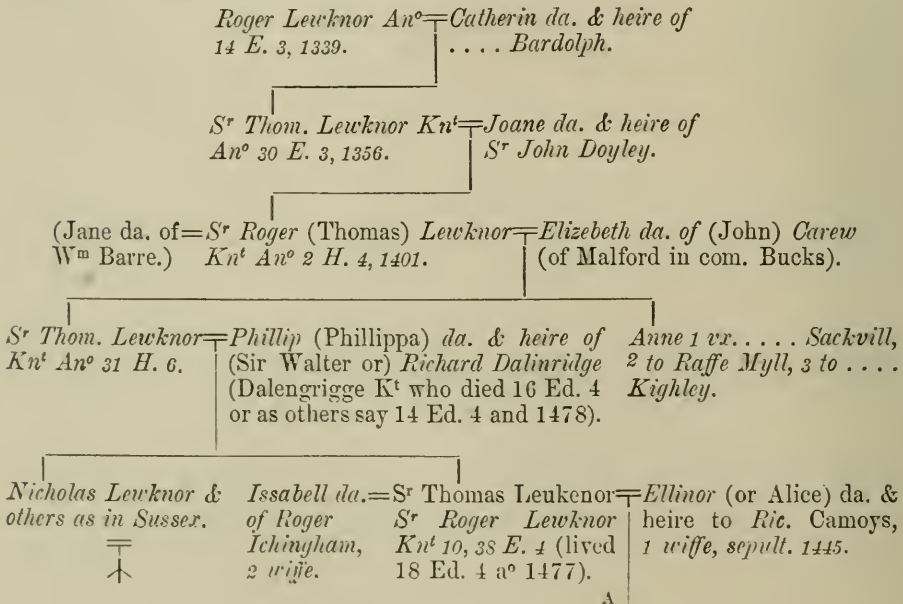 Roger Lewknor Anº Catherin da. & heire of
14 E. 3, 1339. . . . . Bardolph.
Sʳ Thom. Lewknor Knᵗ Joane da. & heire of
Anº 30 E. 3, 1356. Sʳ John Doyley.
(Jane da. of=Sʳ Roger (Thomas) Lewknor Elizebeth da. of (John) Carew
Wᵐ Barre.) Knᵗ Anº 2 H. 4, 1401. (of Malford in com. Bucks).
Sʳ Thom. Lewknor
Knᵗ Anº 31 H. 6.
Phillip (Phillippa) da. & heire of
(Sir Walter or) Richard Dalinridge
(Dalengrigge Kᵗ who died 16 Ed. 4
or as others say 14 Ed. 4 and 1478).
Anne 1 vx. . . . . Sackvill,
2 to Raffe Myll, 3 to . . . .
Kighley.
Nicholas Lewknor &
others as in Sussex.
Issabell da.=
of Roger
Ichingham,
2 wiffe.
Sʳ Thomas Leukenor
Sʳ Roger Lewknor
Knᵗ 10, 38 E. 4 (lived
18 Ed. 4 aº 1477).
Ellinor (or Alice) da. &
heire to Ric. Camoys,
1 wiffe, sepult. 1445.
A